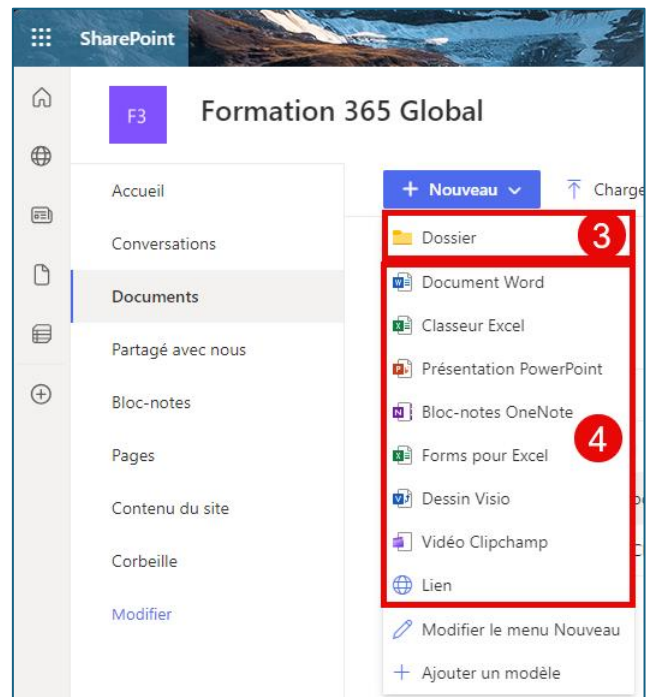 SharePoint
F3 Formation 365 Global
Accueil
Conversations
Documents
Partagé avec nous
Bloc-notes
Pages
Contenu du site
Corbeille
Modifier
+ Nouveau
Dossier 3
Document Word
Classeur Excel
Présentation PowerPoint
Bloc-notes OneNote
4
Forms pour Excel
Dessin Visio
Vidéo Clipchamp
Lien
Modifier le menu Nouveau
+ Ajouter un modèle